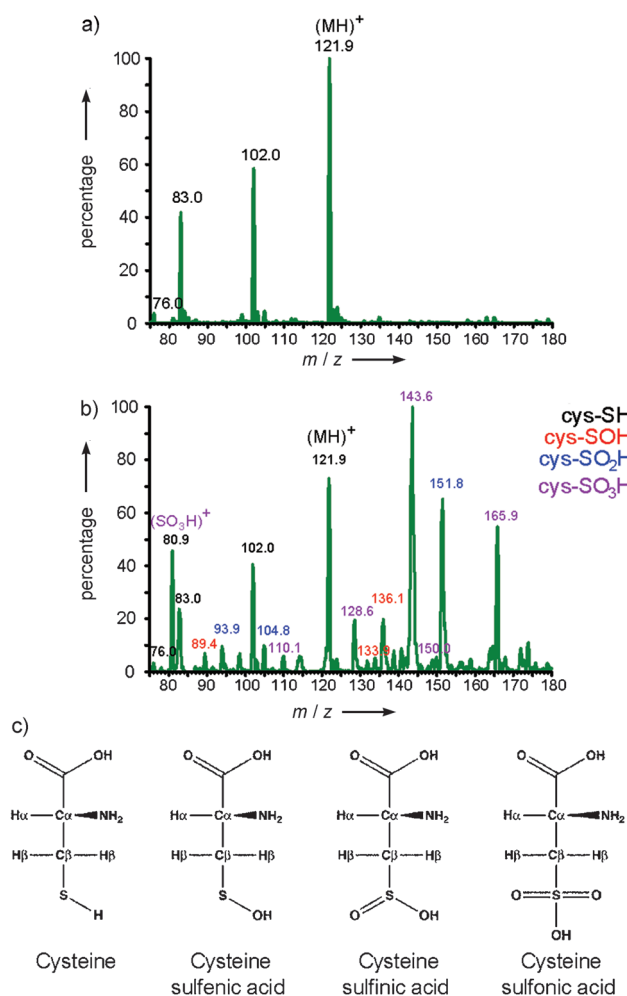 a)
(MH)+
121.9
102.0
83.0
76.0
percentage
100
80
60
40
20
0
80 90 100 110 120 130 140 150 160 170 180
m / z
b)
cys-SH
cys-SOH
cys-SO2H
cys-SO3H
143.6
(MH)+
121.9
151.8
165.9
(SO3H)+
80.9
102.0
83.0
136.1
128.6
93.9
104.8
76.0
89.4
110.1
133.9
150.0
percentage
100
80
60
40
20
0
80 90 100 110 120 130 140 150 160 170 180
m / z
c)
O OH O OH O OH O OH
Hα Cα NH2 Hα Cα NH2 Hα Cα NH2 Hα Cα NH2
Hβ Cβ Hβ Hβ Cβ Hβ Hβ Cβ Hβ Hβ Cβ Hβ
S H S OH S O OH O S O OH
Cysteine
Cysteine
sulfenic acid
Cysteine
sulfinic acid
Cysteine
sulfonic acid